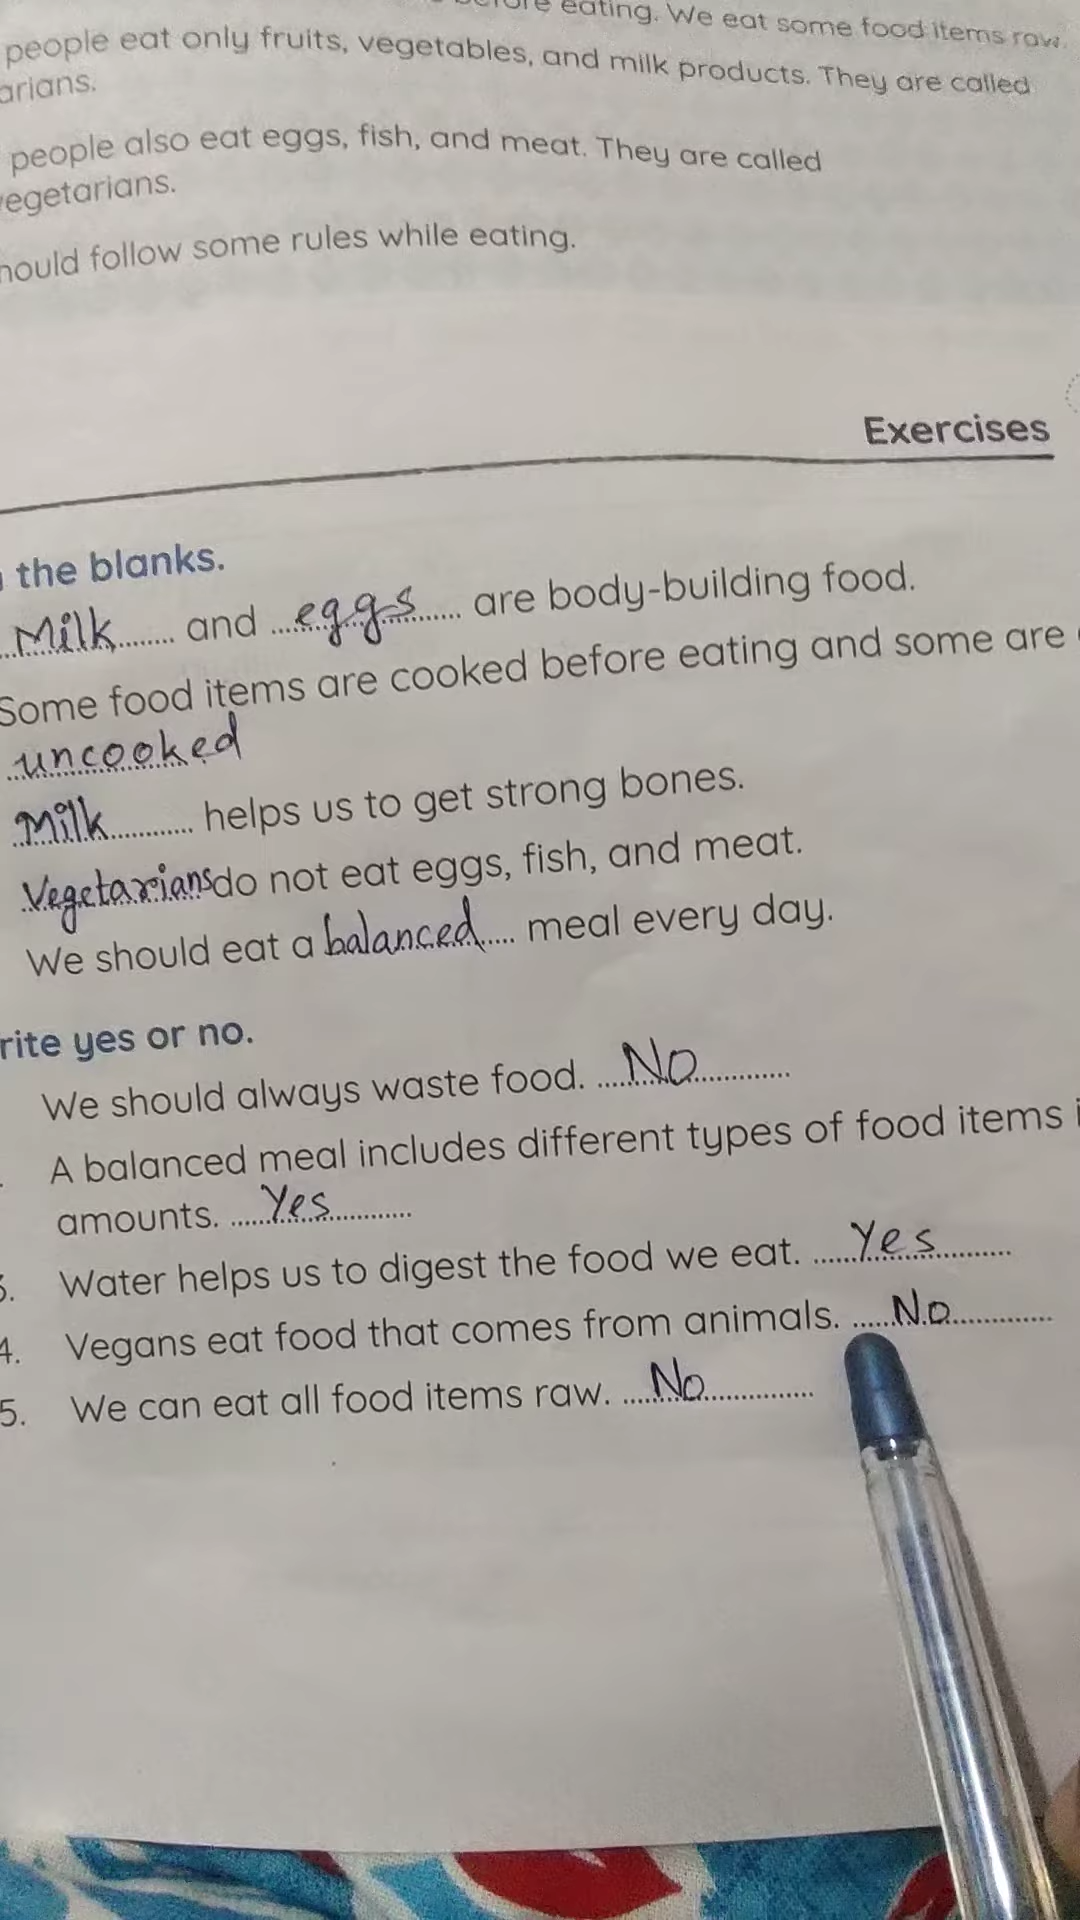 before eating. We eat some food items raw.
people eat only fruits, vegetables, and milk products. They are called
arians.
people also eat eggs, fish, and meat. They are called
egetarians.
hould follow some rules while eating.
Exercises
the blanks.
Milk........ and ...eggs...... are body-building food.
Some food items are cooked before eating and some are
uncooked
Milk............ helps us to get strong bones.
Vegetarians do not eat eggs, fish, and meat.
We should eat a balanced.... meal every day.
rite yes or no.
We should always waste food. ......No............
A balanced meal includes different types of food items i
amounts. ......Yes............
3. Water helps us to digest the food we eat. ......Yes............
4. Vegans eat food that comes from animals. ......No............
5. We can eat all food items raw. ....No...............